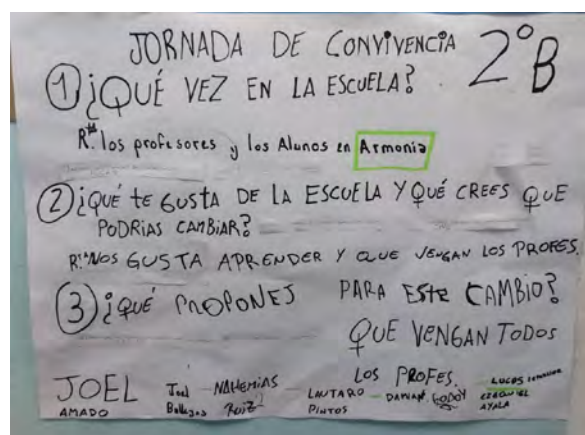 JORNADA DE CONVIVENCIA 2°B
1 ¿QUÉ VEZ EN LA ESCUELA?
Rta. los profesores y los Alunos en Armonia
2 ¿QUÉ te GUSTA DE LA ESCUELA Y QUÉ CREES QUE
PODRIAS CAMBIAR?
Rta. NOS GUSTA APRENDER Y QUE VENGAN LOS PROFES.
3 ¿QUÉ PROPONES PARA ESte CAMBIO?
QUE VENGAN TODOS
LOS PROFES.
JOEL Joel NAHEMIAS LAUTARO DAMIAN GODOY LUCAS
AMADO RUIZ PINTOS EZEQUIEL
AYALA